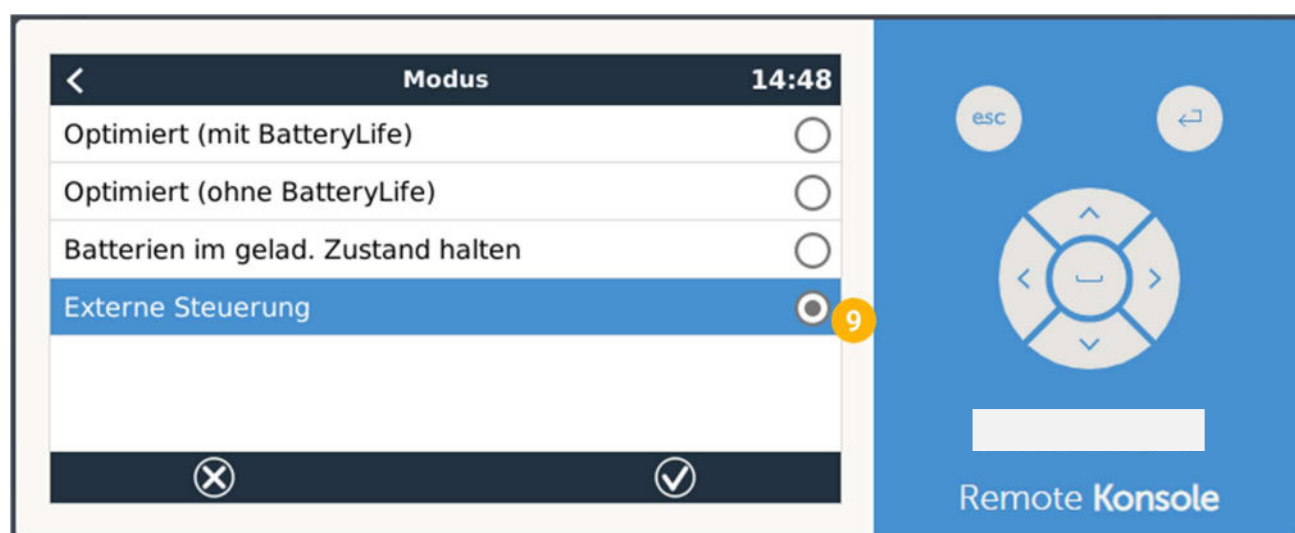 Modus 14:48
Optimiert (mit BatteryLife)
Optimiert (ohne BatteryLife)
Batterien im gelad. Zustand halten
Externe Steuerung
9
esc
Remote Konsole